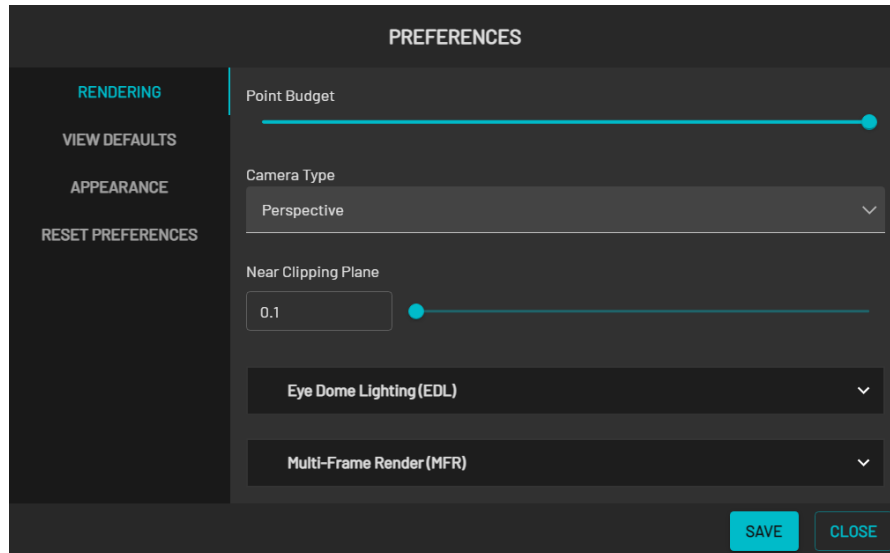 PREFERENCES
RENDERING
VIEW DEFAULTS
APPEARANCE
RESET PREFERENCES
Point Budget
Camera Type
Perspective
Near Clipping Plane
0.1
Eye Dome Lighting (EDL)
Multi-Frame Render (MFR)
SAVE
CLOSE